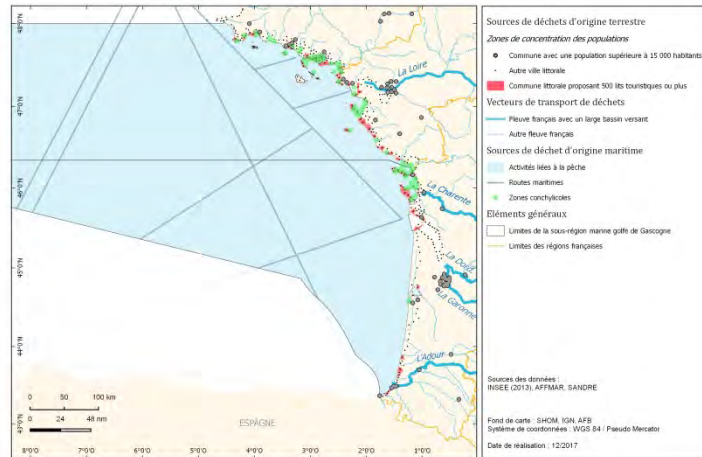 48°0'N
47°0'N
46°0'N
45°0'N
44°0'N
43°0'N
8°0'O
7°0'O
6°0'O
5°0'O
4°0'O
3°0'O
2°0'O
1°0'O
0°0'
La Loire
La Charente
La Dord.
La Garonne
L'Adour
ESPAGNE
0 50 100 km
0 24 48 nm
Sources de déchets d'origine terrestre
Zones de concentration des populations
Commune avec une population supérieure à 15 000 habitants
Autre ville littorale
Commune littorale proposant 500 lits touristiques ou plus
Vecteurs de transport de déchets
Fleuve français avec un large bassin versant
Autre fleuve français
Sources de déchet d'origine maritime
Activités liées à la pêche
Routes maritimes
Zones conchylicoles
Eléments généraux
Limites de la sous-région marine golfe de Gascogne
Limites des régions françaises
Sources des données :
INSEE (2013), AFFMAR, SANDRE
Fond de carte : SHOM, IGN, AFB
Système de coordonnées : WGS 84 / Pseudo Mercator
Date de réalisation : 12/2017